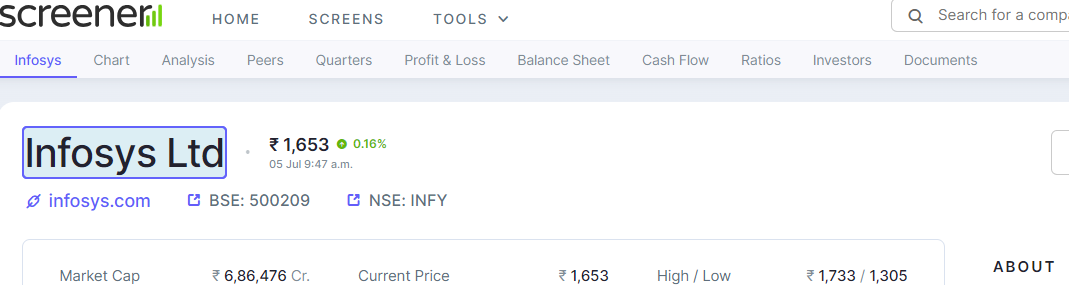 screener
HOME SCREENS TOOLS Search for a compa
Infosys Chart Analysis Peers Quarters Profit & Loss Balance Sheet Cash Flow Ratios Investors Documents
Infosys Ltd ₹ 1,653 0.16%
05 Jul 9:47 a.m.
infosys.com BSE: 500209 NSE: INFY
Market Cap ₹ 6,86,476 Cr. Current Price ₹ 1,653 High / Low ₹ 1,733 / 1,305
ABOUT